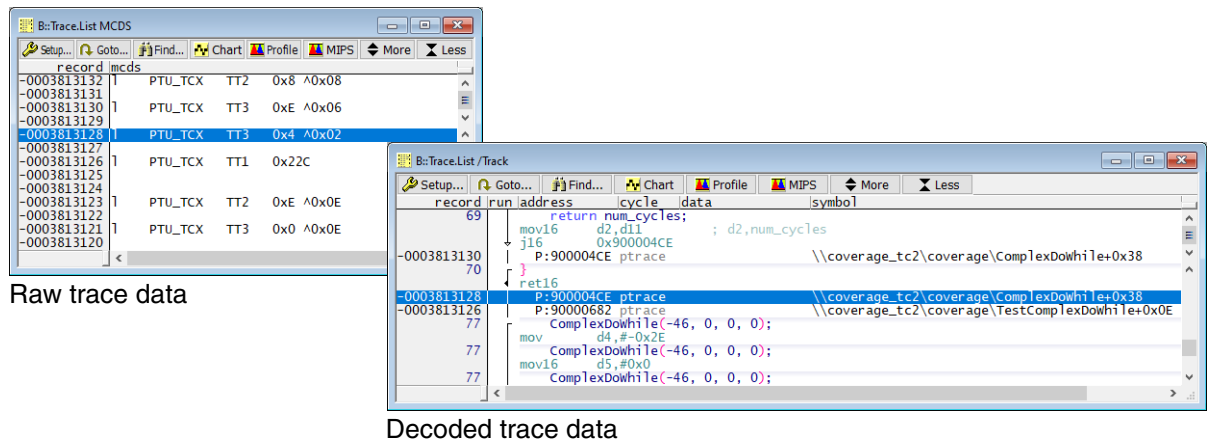 B::Trace.List MCDS
Setup... Goto... Find... Chart Profile MIPS More Less
record mcds
-0003813132 l PTU_TCX TT2 0x8 ^0x08
-0003813131
-0003813130 l PTU_TCX TT3 0xE ^0x06
-0003813129
-0003813128 l PTU_TCX TT3 0x4 ^0x02
-0003813127
-0003813126 l PTU_TCX TT1 0x22C
-0003813125
-0003813124
-0003813123 l PTU_TCX TT2 0xE ^0x0E
-0003813122
-0003813121 l PTU_TCX TT3 0x0 ^0x0E
-0003813120
Raw trace data
B::Trace.List /Track
Setup... Goto... Find... Chart Profile MIPS More Less
record run address cycle data symbol
69 return num_cycles;
mov16 d2,d11 ; d2,num_cycles
j16 0x900004CE
-0003813130 P:900004CE ptrace \\coverage_tc2\coverage\ComplexDoWhile+0x38
70 }
ret16
-0003813128 P:900004CE ptrace \\coverage_tc2\coverage\ComplexDoWhile+0x38
-0003813126 P:90000682 ptrace \\coverage_tc2\coverage\TestComplexDoWhile+0x0E
77 ComplexDoWhile(-46, 0, 0, 0);
mov d4,#-0x2E
77 ComplexDoWhile(-46, 0, 0, 0);
mov16 d5,#0x0
77 ComplexDoWhile(-46, 0, 0, 0);
Decoded trace data